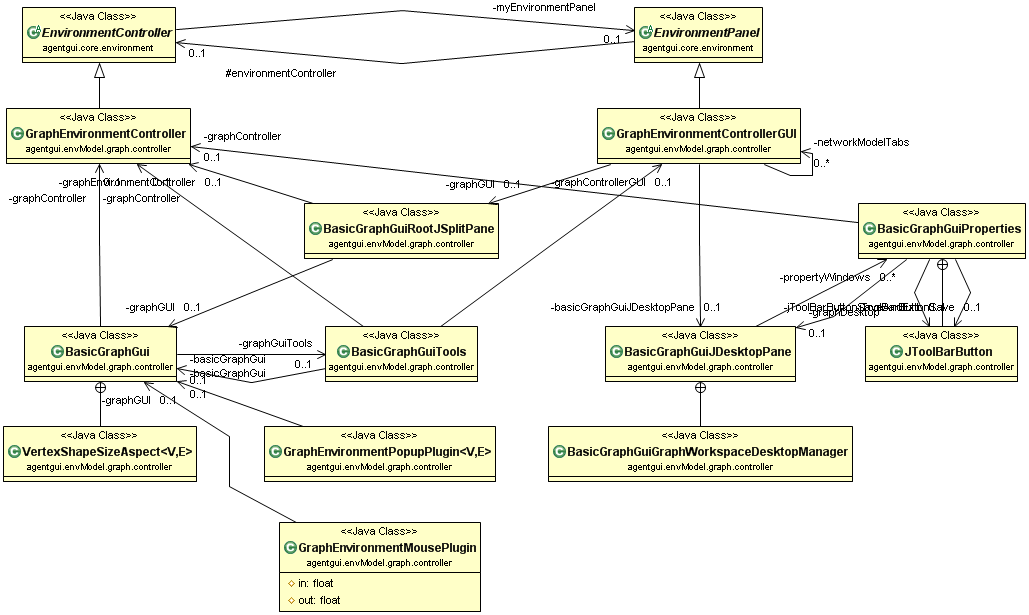 <<Java Class>>
EnvironmentController
agentgui.core.environment
-myEnvironmentPanel
0..1
<<Java Class>>
EnvironmentPanel
agentgui.core.environment
0..1
#environmentController
<<Java Class>>
GraphEnvironmentController
agentgui.envModel.graph.controller
-graphController
0..1
<<Java Class>>
GraphEnvironmentControllerGUI
agentgui.envModel.graph.controller
-networkModelTabs
0..*
-graphController
-graphController
0..1
-graphGUI 0..1
-graphControllerGUI 0..1
<<Java Class>>
BasicGraphGuiRootJSplitPane
agentgui.envModel.graph.controller
<<Java Class>>
BasicGraphGuiProperties
agentgui.envModel.graph.controller
-propertyWindows 0..*
-graphGUI 0..1
-basicGraphGuiJDesktopPane 0..1
-graphDesktop
0..1
0..1
<<Java Class>>
BasicGraphGui
agentgui.envModel.graph.controller
-graphGuiTools
0..1
-basicGraphGui
0..1
-basicGraphGui
0..1
<<Java Class>>
BasicGraphGuiTools
agentgui.envModel.graph.controller
<<Java Class>>
BasicGraphGuiJDesktopPane
agentgui.envModel.graph.controller
<<Java Class>>
JToolBarButton
agentgui.envModel.graph.controller
-graphGUI 0..1
<<Java Class>>
VertexShapeSizeAspect<V,E>
agentgui.envModel.graph.controller
<<Java Class>>
GraphEnvironmentPopupPlugin<V,E>
agentgui.envModel.graph.controller
<<Java Class>>
BasicGraphGuiGraphWorkspaceDesktopManager
agentgui.envModel.graph.controller
<<Java Class>>
GraphEnvironmentMousePlugin
agentgui.envModel.graph.controller
in: float
out: float